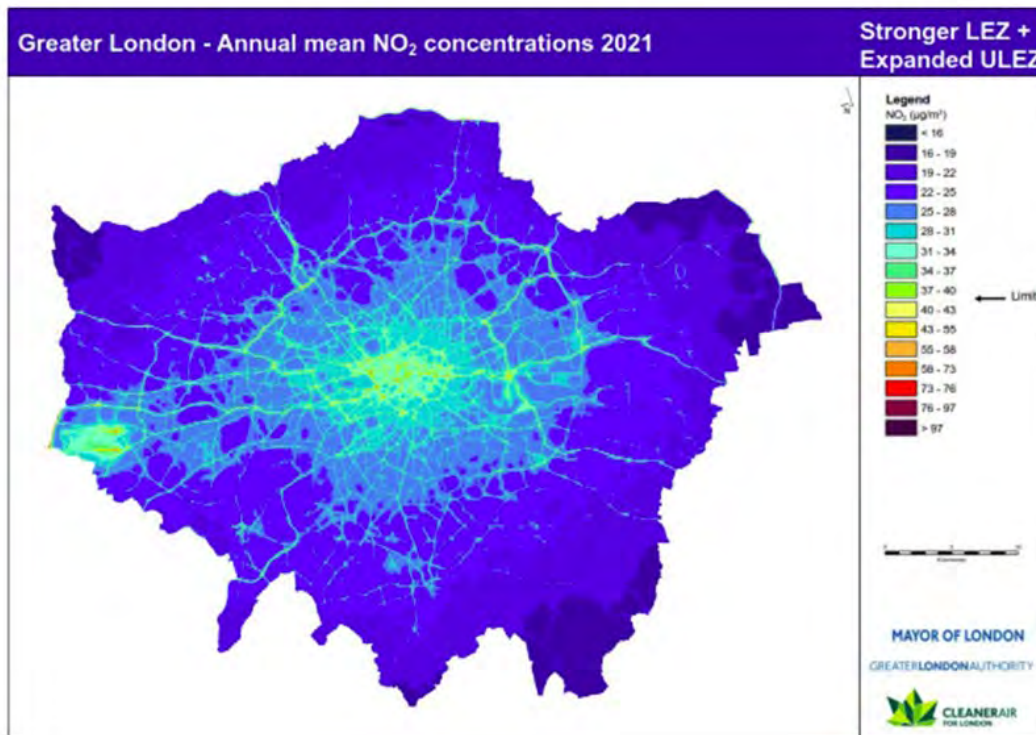 Greater London - Annual mean NO₂ concentrations 2021
Stronger LEZ +
Expanded ULEZ
Legend
NO₂ (µg/m³)
< 16
16 - 19
19 - 22
22 - 25
25 - 28
28 - 31
31 - 34
34 - 37
37 - 40
40 - 43
43 - 55
55 - 58
58 - 73
73 - 76
76 - 97
> 97
Limit
MAYOR OF LONDON
GREATERLONDONAUTHORITY
CLEANERAIR
FOR LONDON